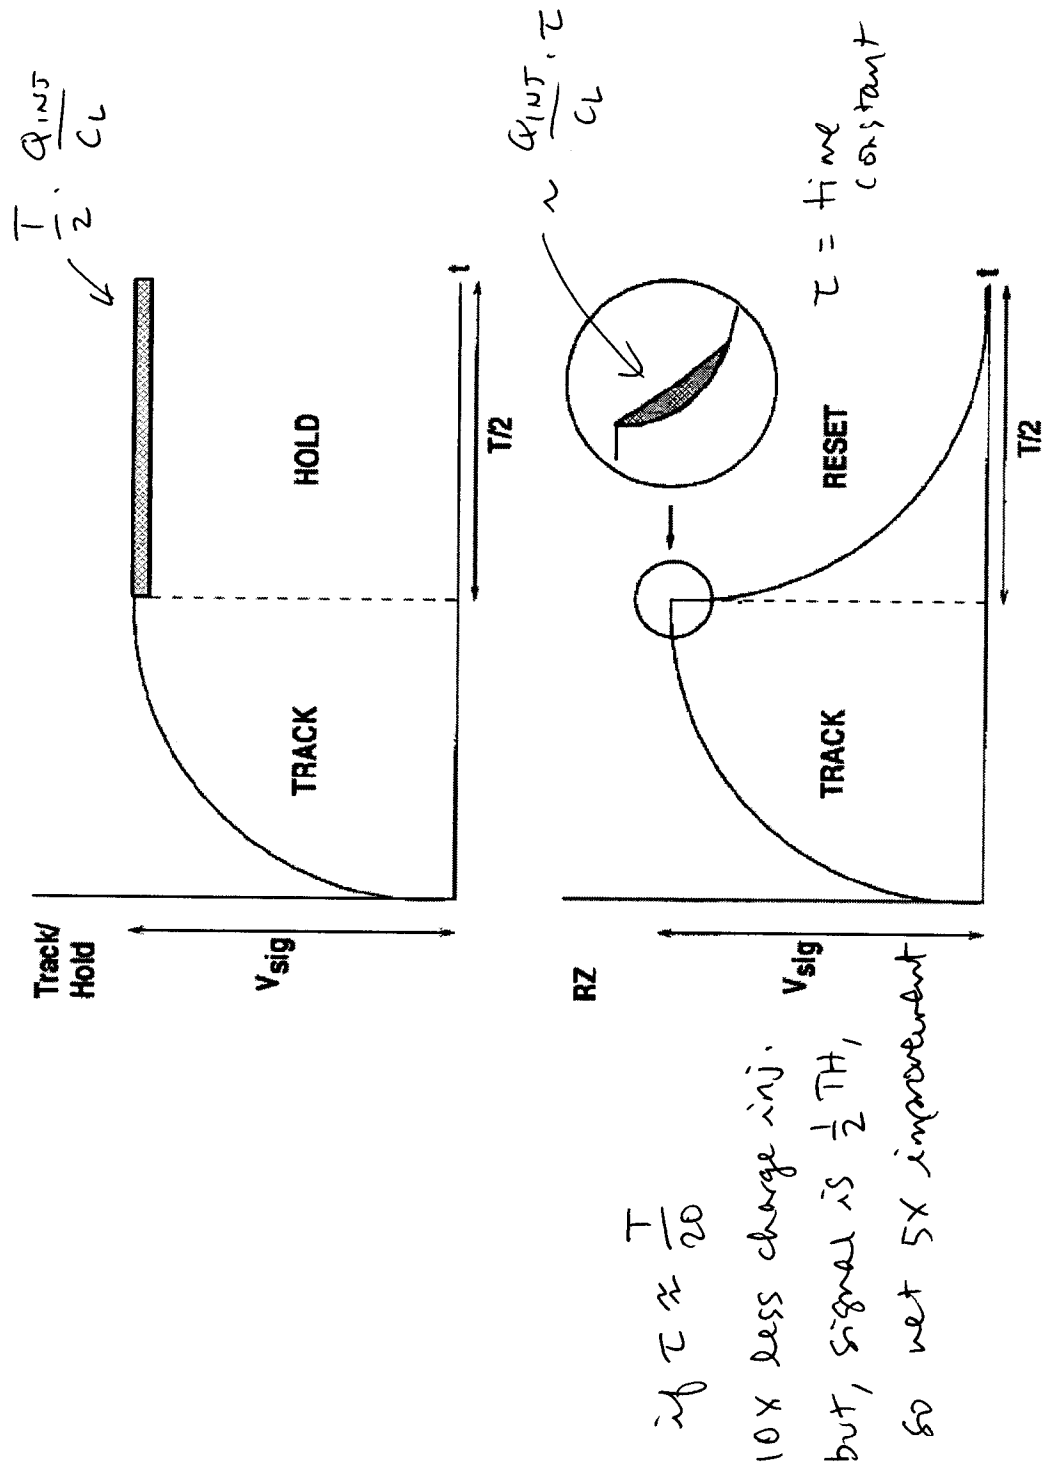 Track/
Hold
V sig
TRACK
HOLD
T/2
t
T/2 · QINJ/CL
RZ
Vsig
TRACK
RESET
T/2
t
~ QINJ/CL · τ
τ = time
constant
if τ ≈ T/20
10X less charge inj.
but, signal is 1/2 TH,
so net 5X improvement